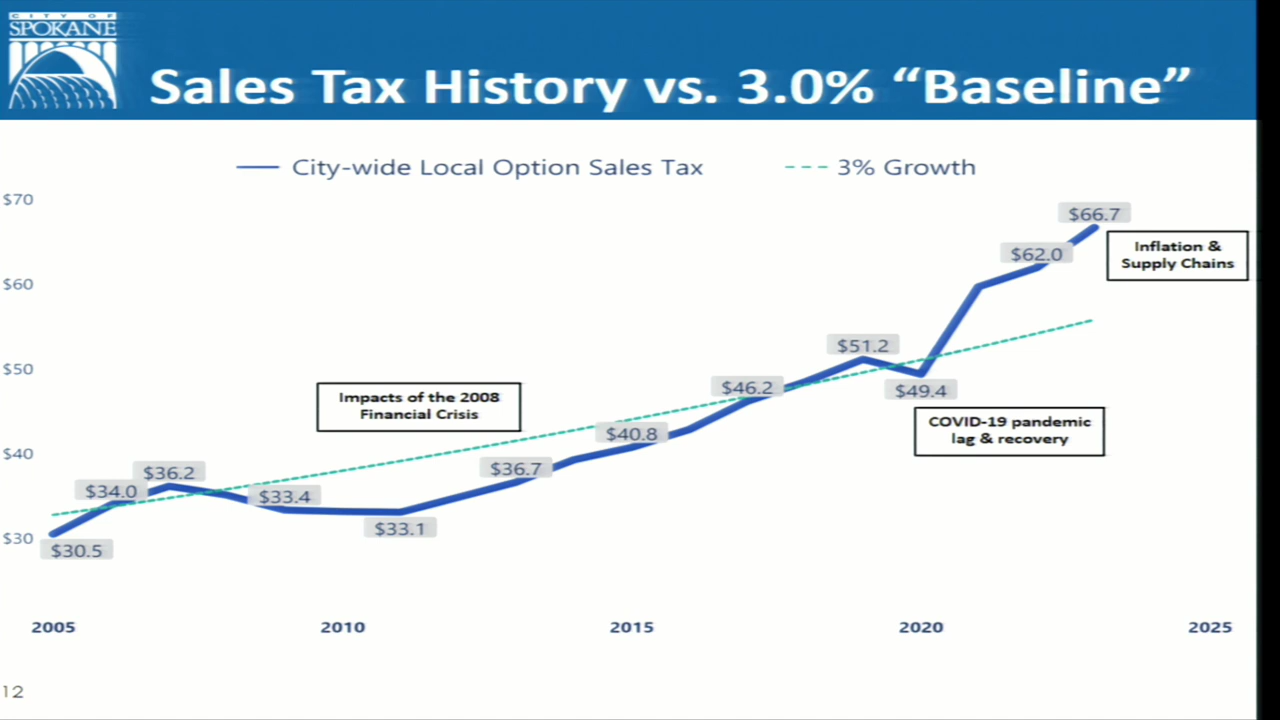 CITY OF
SPOKANE
Sales Tax History vs. 3.0% “Baseline”
City-wide Local Option Sales Tax
3% Growth
$70
$60
$50
$40
$30
$30.5
$34.0
$36.2
$33.4
$33.1
$36.7
$40.8
$46.2
$51.2
$49.4
$62.0
$66.7
Impacts of the 2008
Financial Crisis
COVID-19 pandemic
lag & recovery
Inflation &
Supply Chains
2005
2010
2015
2020
2025
12